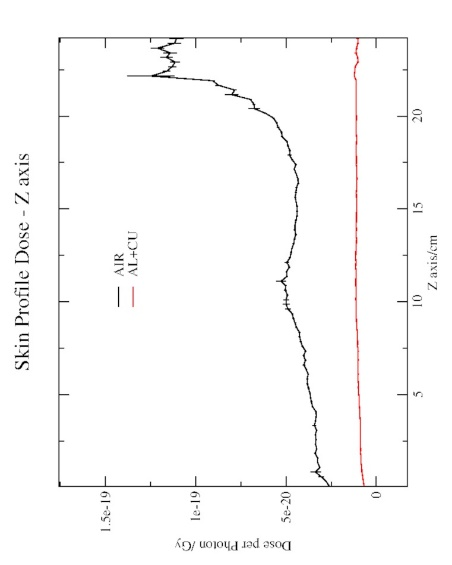 Skin Profile Dose - Z axis
AIR
AL+CU
1.5e-19
1e-19
5e-20
0
Dose per Photon /Gy
5
10
15
20
Z axis/cm